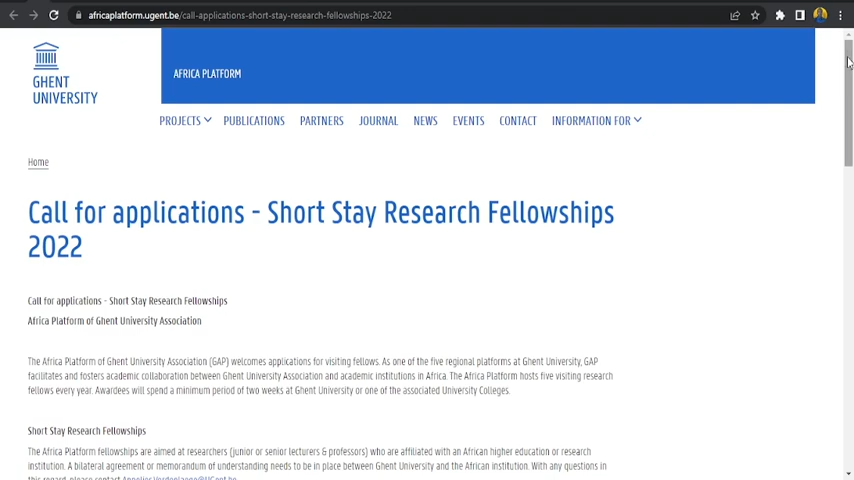 africaplatform.ugent.be/call-applications-short-stay-research-fellowships-2022
GHENT
UNIVERSITY
AFRICA PLATFORM
PROJECTS PUBLICATIONS PARTNERS JOURNAL NEWS EVENTS CONTACT INFORMATION FOR
Home
Call for applications - Short Stay Research Fellowships
2022
Call for applications - Short Stay Research Fellowships
Africa Platform of Ghent University Association
The Africa Platform of Ghent University Association (GAP) welcomes applications for visiting fellows. As one of the five regional platforms at Ghent University, GAP
facilitates and fosters academic collaboration between Ghent University Association and academic institutions in Africa. The Africa Platform hosts five visiting research
fellows every year. Awardees will spend a minimum period of two weeks at Ghent University or one of the associated University Colleges.
Short Stay Research Fellowships
The Africa Platform fellowships are aimed at researchers (junior or senior lecturers & professors) who are affiliated with an African higher education or research
institution. A bilateral agreement or memorandum of understanding needs to be in place between Ghent University and the African institution. With any questions in
this regard, please contact Annelies.Verdonlaege@UGent.be